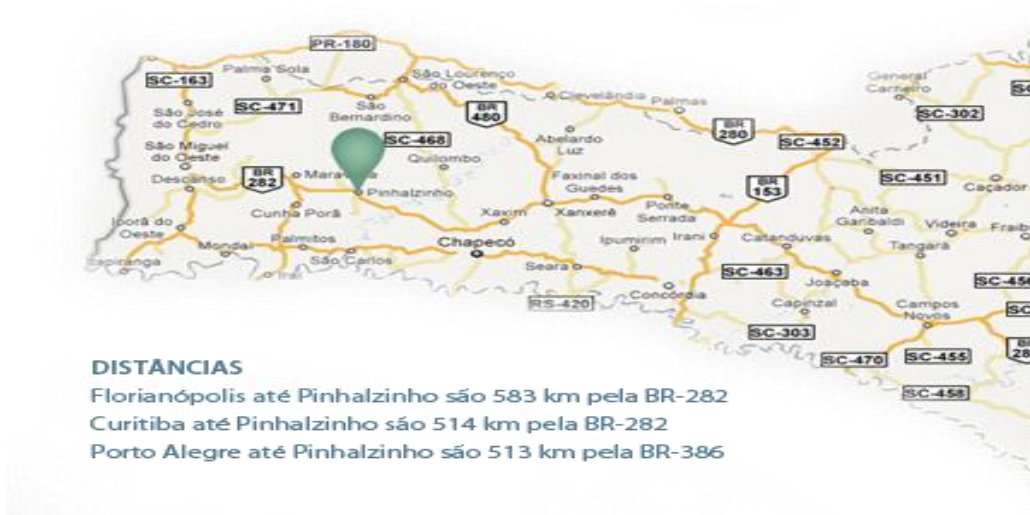 PR-180
Palma Sola
SC-163
São Lourenço
do Oeste
General
Carneiro
SC-471
São José
do Cedro
São
Bernardino
BR
480
Clevelândia
Palmas
SC-302
BR
280
SC-468
Abelardo
Luz
SC-452
São Miguel
do Oeste
Quilombo
BR
282
Descanso
Pinhalzinho
Faxinal dos
Guedes
BR
153
SC-451
Caçador
Cunha Porã
Xaxim
Xanxerê
Ponte
Serrada
Anita
Garibaldi
Videira
Iporã do
Oeste
Mondaí
Palmitos
São Carlos
Chapecó
Ipumirim
Irani
Catanduvas
Tangará
Seara
SC-463
Joaçaba
SC-456
Concórdia
RS-420
Capinzal
Campos
Novos
SC-303
SC-470
SC-455
SC-458
DISTÂNCIAS
Florianópolis até Pinhalzinho são 583 km pela BR-282
Curitiba até Pinhalzinho são 514 km pela BR-282
Porto Alegre até Pinhalzinho são 513 km pela BR-386